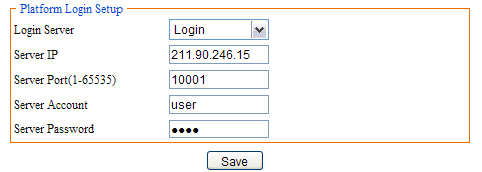 Platform Login Setup
Login Server Login
Server IP 211.90.246.15
Server Port(1-65535) 10001
Server Account user
Server Password ●●●●
Save